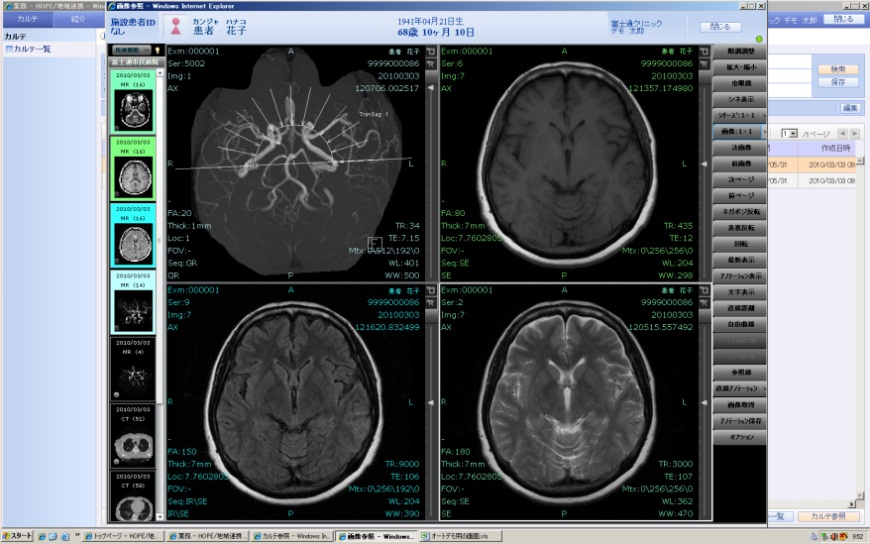 業務 - HOPE/地域連携 - Win
画像参照 - Windows Internet Explorer
カルテ
紹介
カルテ
カルテ一覧
施設患者ID
なし
カンジャ ハナコ
患者 花子
1941年04月21日生
68歳 10ヶ月 10日
富士通クリニック
デモ 太郎
閉じる
デモ 太郎
閉じる
富士通市民病院
2010/03/03
MR (16)
2010/03/03
MR (16)
2010/03/03
MR (16)
2010/03/03
MR (16)
2010/03/03
MR (4)
2010/03/03
CT (51)
2010/03/03
CT (50)
Exm:000001
A
患者 花子
Ser:5002
9999000086
Img:1
20100303
AX
120706.002517
TranSag 1
R
L
FA:20
Thick:1mm
TR:34
Loc:1
TE:7.15
FOV:-
Mtx:0\512\192\0
Seq:GR
WL:401
GR
P
WW:500
Exm:000001
A
患者 花子
Ser:6
9999000086
Img:7
20100303
AX
121357.174980
R
L
FA:80
Thick:7mm
TR:435
Loc:7.7602805
TE:12
FOV:-
Mtx:0\256\256\0
Seq:SE
WL:204
SE
P
WW:298
Exm:000001
A
患者 花子
Ser:9
9999000086
Img:7
20100303
AX
121620.832499
R
L
FA:150
Thick:7mm
TR:9000
Loc:7.7602805
TE:106
FOV:-
Mtx:0\256\192\0
Seq:IR\SE
WL:204
IR\SE
P
WW:390
Exm:000001
A
患者 花子
Ser:2
9999000086
Img:7
20100303
AX
120515.557492
R
L
FA:180
Thick:7mm
TR:3000
Loc:7.7602805
TE:107
FOV:-
Mtx:0\256\256\0
Seq:SE
WL:362
SE
P
WW:470
階調調整
拡大・縮小
虫眼鏡
シネ表示
シリーズ:1・1
画像:1・1
次画像
前画像
次ページ
前ページ
ネガポジ反転
表裏反転
回転
最新表示
アノテーション表示
文字表示
直線距離
自由曲線
参照線
直線アノテーション
画像取得
アノテーション保存
オプション
検索
保存
編集
1
/1ページ
作成日時
05/31
2010/03/03
05/31
2010/03/03
一覧
カルテ参照
スタート
トップページ - HOPE/地...
業務 - HOPE/地域連携...
カルテ参照 - Windows In...
画像参照 - Windows...
オートデモ用の画面.xls
9:52